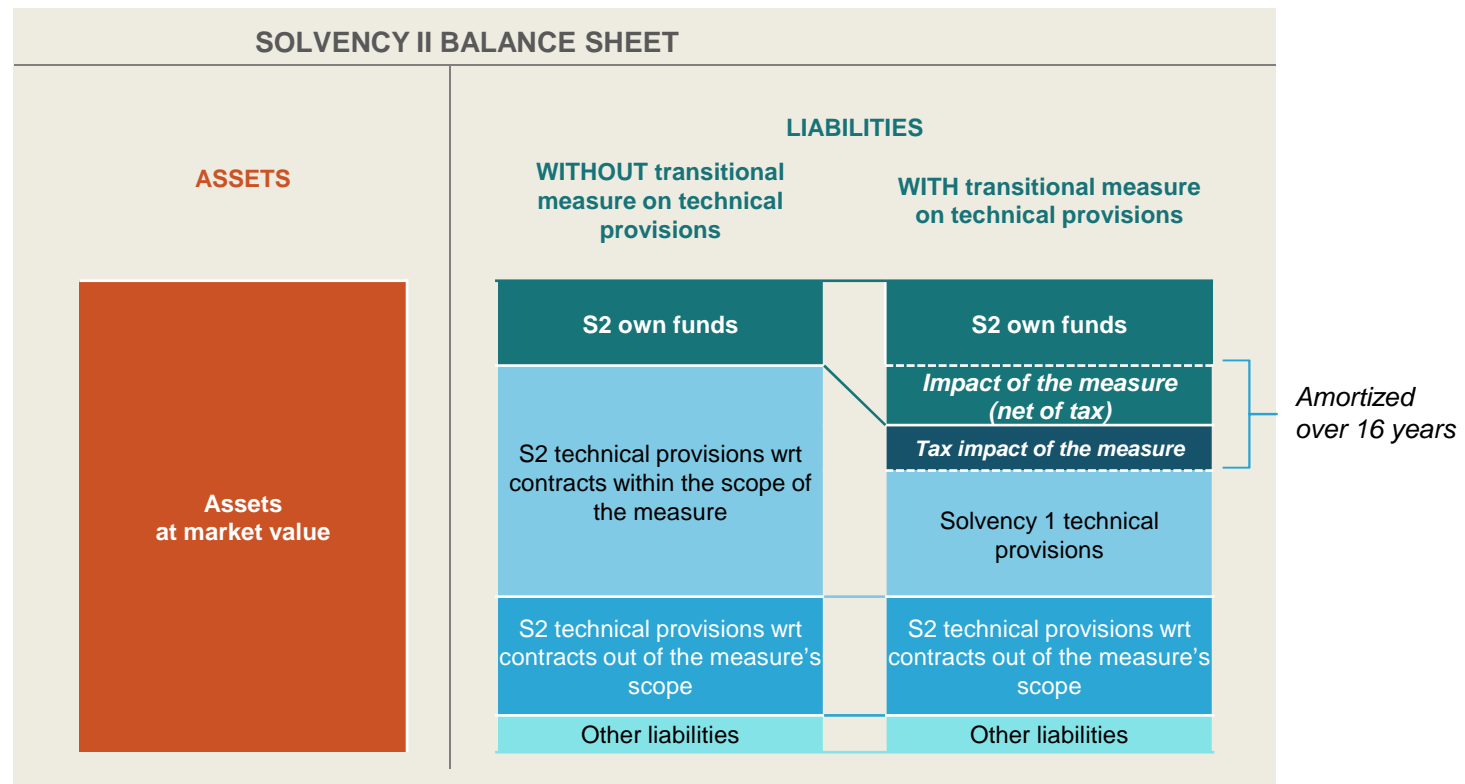 SOLVENCY II BALANCE SHEET
ASSETS
Assets
at market value
LIABILITIES
WITHOUT transitional
measure on technical
provisions
S2 own funds
S2 technical provisions wrt
contracts within the scope of
the measure
S2 technical provisions wrt
contracts out of the measure's
scope
Other liabilities
WITH transitional measure
on technical provisions
S2 own funds
Impact of the measure
(net of tax)
Tax impact of the measure
Solvency 1 technical
provisions
S2 technical provisions wrt
contracts out of the measure's
scope
Other liabilities
Amortized
over 16 years